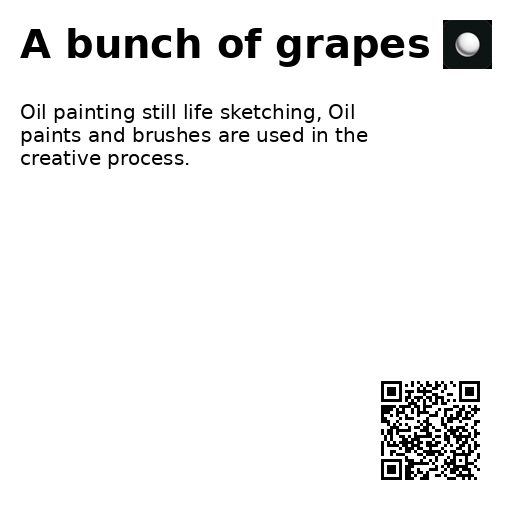 A bunch of grapes
Oil painting still life sketching, Oil
paints and brushes are used in the
creative process.